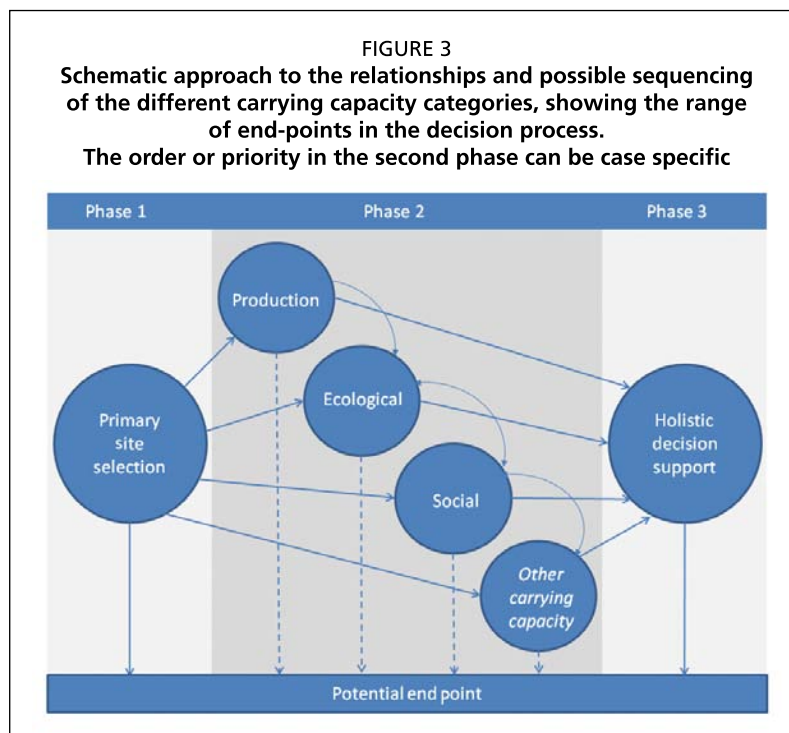 FIGURE 3
Schematic approach to the relationships and possible sequencing
of the different carrying capacity categories, showing the range
of end-points in the decision process.
The order or priority in the second phase can be case specific
Phase 1
Phase 2
Phase 3
Production
Ecological
Primary
site
selection
Holistic
decision
support
Social
Other
carrying
capacity
Potential end point